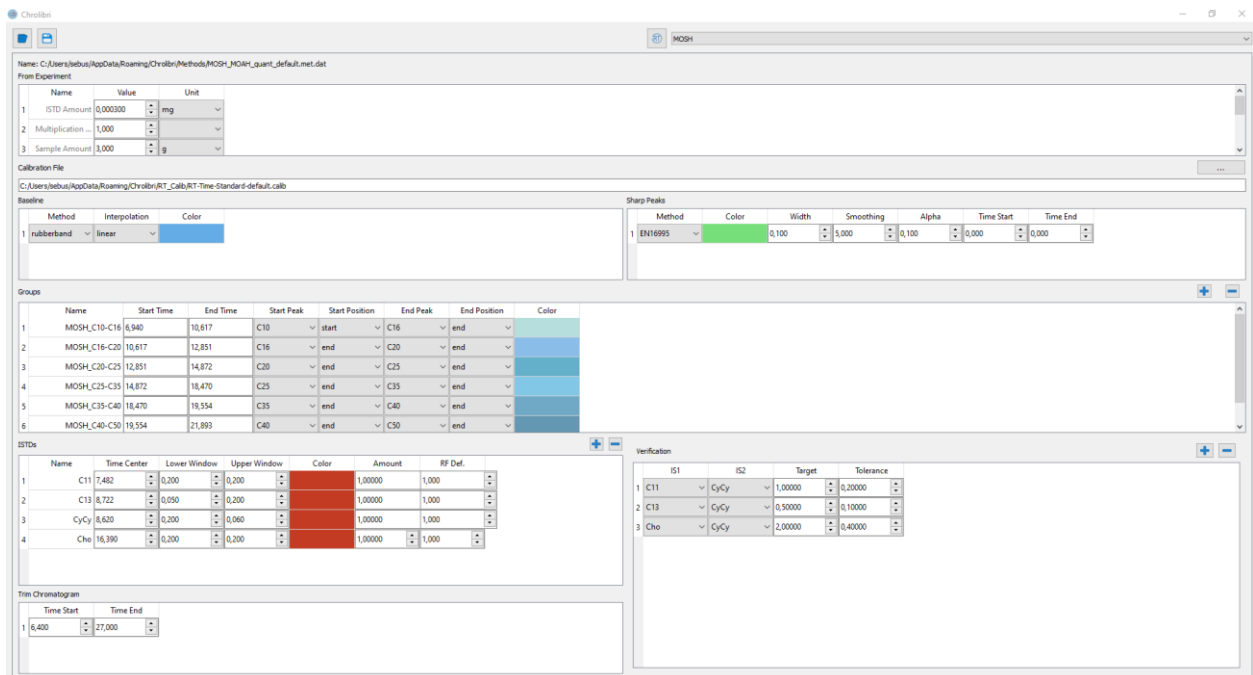 Chrolibri
MOSH
Name: C:/Users/sebus/AppData/Roaming/Chrolibri/Methods/MOSH_MOAH_quant_default.met.dat
From Experiment
Name Value Unit
1 ISTD Amount 0,000300 mg
2 Multiplication ... 1,000
3 Sample Amount 3,000 g
Calibration File
...
C:/Users/sebus/AppData/Roaming/Chrolibri/RT_Calib/RT-Time-Standard-default.calib
Baseline
Method Interpolation Color
1 rubberband linear
Sharp Peaks
Method Color Width Smoothing Alpha Time Start Time End
1 EN16995 0,100 5,000 0,100 0,000 0,000
Groups
Name Start Time End Time Start Peak Start Position End Peak End Position Color
1 MOSH_C10-C16 6,940 10,617 C10 start C16 end
2 MOSH_C16-C20 10,617 12,851 C16 end C20 end
3 MOSH_C20-C25 12,851 14,872 C20 end C25 end
4 MOSH_C25-C35 14,872 18,470 C25 end C35 end
5 MOSH_C35-C40 18,470 19,554 C35 end C40 end
6 MOSH_C40-C50 19,554 21,893 C40 end C50 end
ISTDs
Name Time Center Lower Window Upper Window Color Amount RF Def.
1 C11 7,482 0,200 0,200 1,00000 1,000
2 C13 8,722 0,050 0,200 1,00000 1,000
3 CyCy 8,620 0,200 0,060 1,00000 1,000
4 Cho 16,390 0,200 0,200 1,00000 1,000
Verification
IS1 IS2 Target Tolerance
1 C11 CyCy 1,00000 0,20000
2 C13 CyCy 0,50000 0,10000
3 Cho CyCy 2,00000 0,40000
Trim Chromatogram
Time Start Time End
1 6,400 27,000